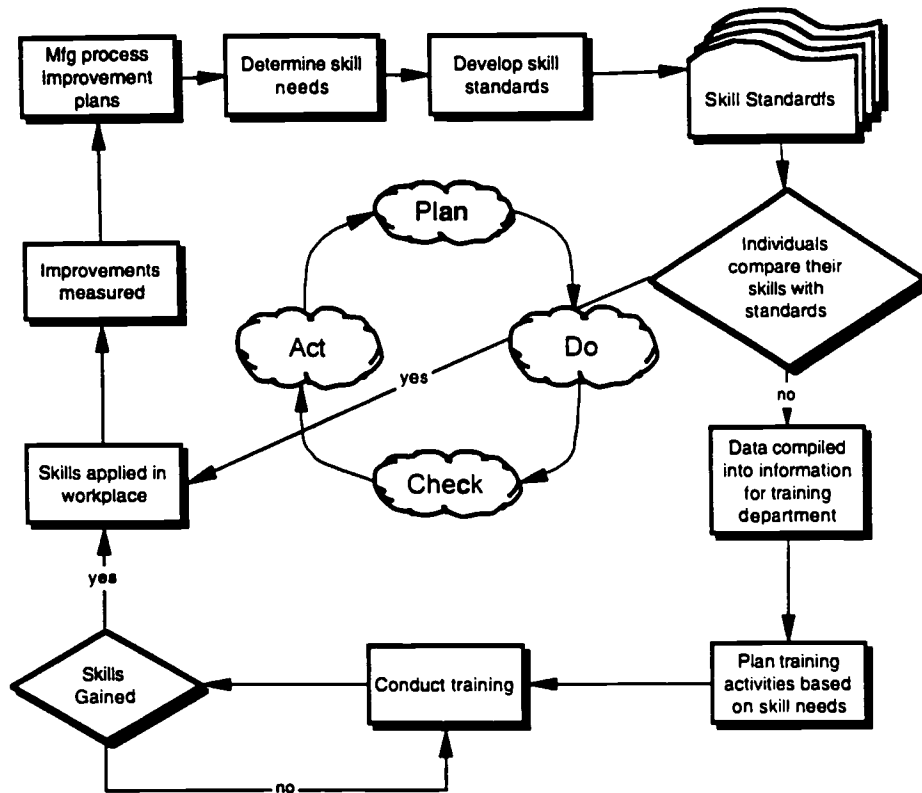 Mfg process
Improvement
plans
Determine skill
needs
Develop skill
standards
Skill Standardfs
Plan
Individuals
compare their
skills with
standards
Improvements
measured
Act
Do
yes
no
Skills applied in
workplace
Check
Data compiled
into information
for training
department
yes
Skills
Gained
Conduct training
Plan training
activities based
on skill needs
no